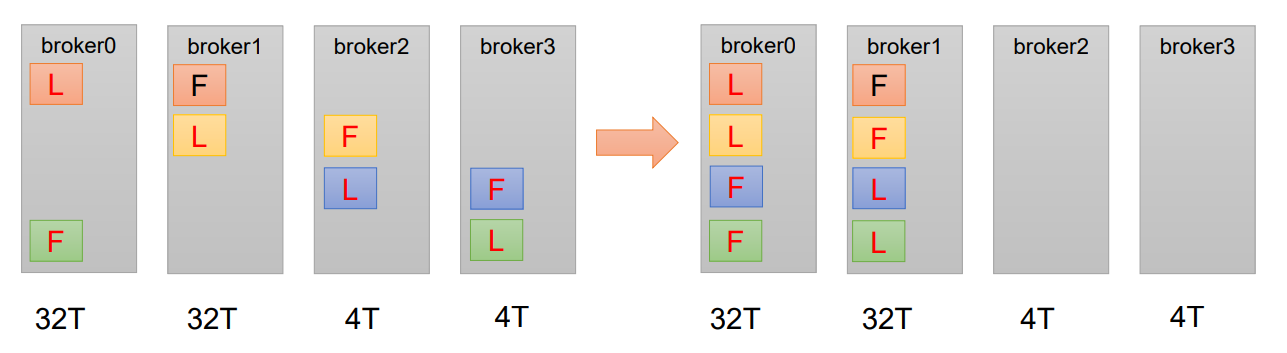 broker0 broker1 broker2 broker3 broker0 broker1 broker2 broker3
L F L F
L F L F
L F F L
F L F L
32T 32T 4T 4T 32T 32T 4T 4T